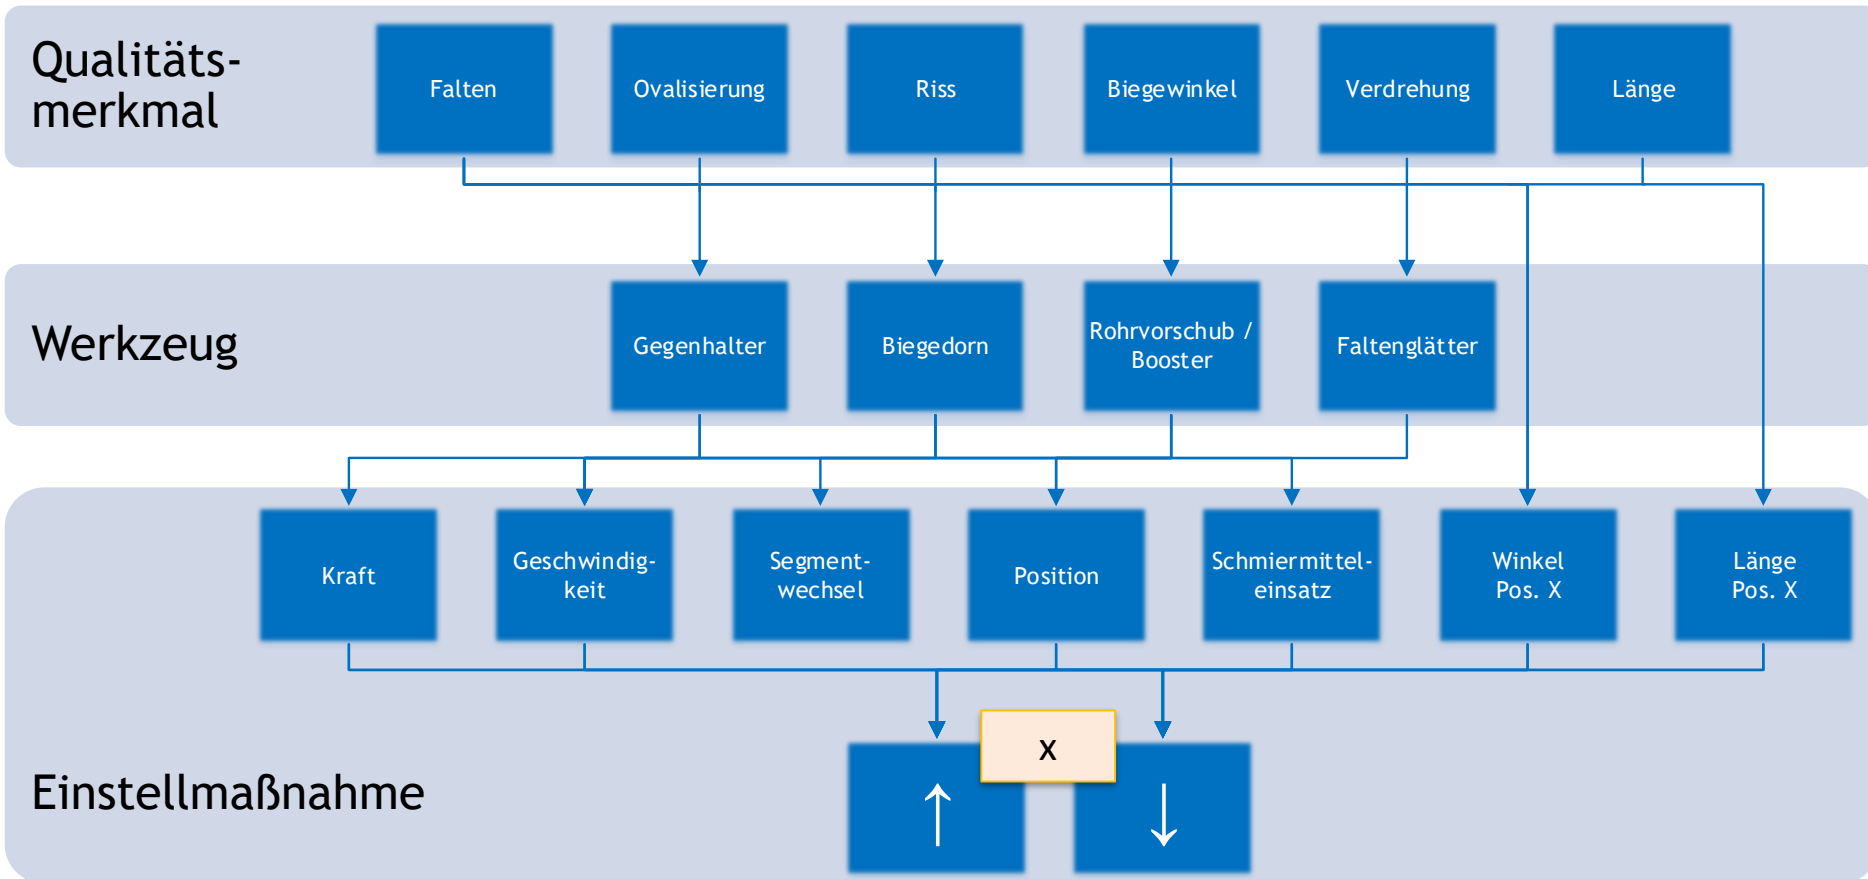 Qualitäts-
merkmal
Falten
Ovalisierung
Riss
Biegewinkel
Verdrehung
Länge
Werkzeug
Gegenhalter
Biegedorn
Rohrvorschub /
Booster
Faltenglätter
Kraft
Geschwindig-
keit
Segment-
wechsel
Position
Schmiermittel-
einsatz
Winkel
Pos. X
Länge
Pos. X
Einstellmaßnahme
↑
x
↓